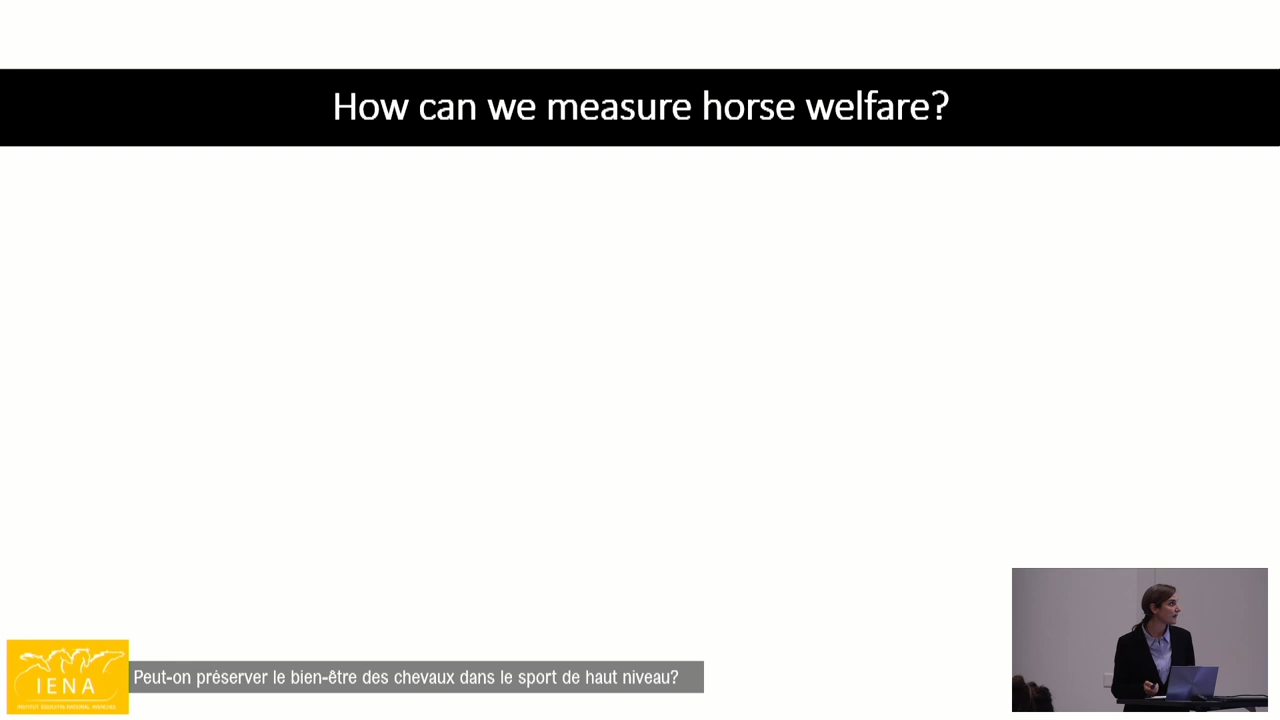 How can we measure horse welfare?
IENA
Peut-on préserver le bien-être des chevaux dans le sport de haut niveau?